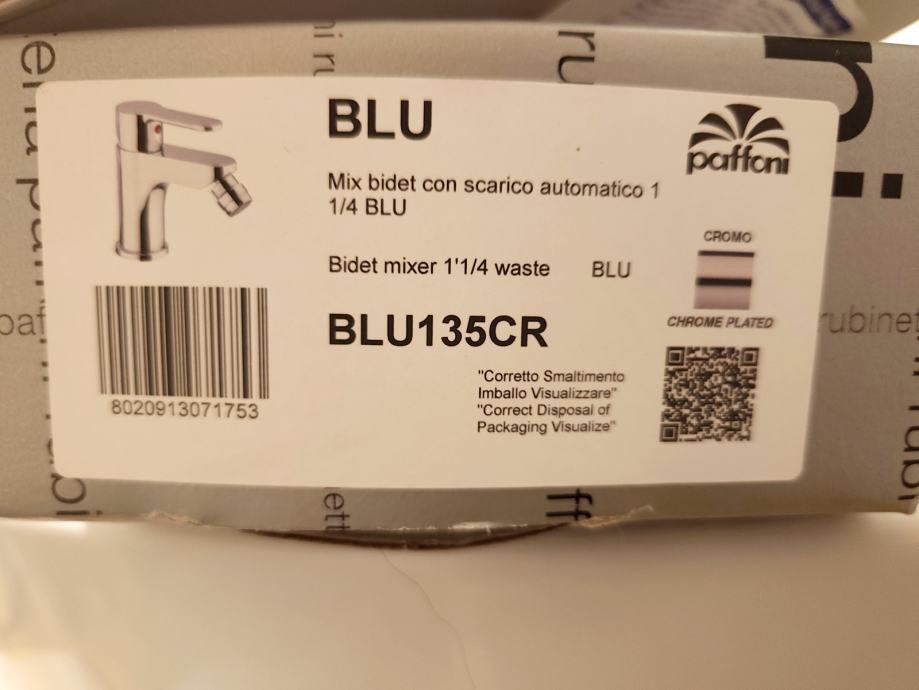 BLU
paffoni
Mix bidet con scarico automatico 1
1/4 BLU
CROMO
Bidet mixer 1'1/4 waste BLU
CHROME PLATED
BLU135CR
"Corretto Smaltimento
Imballo Visualizzare"
"Correct Disposal of
Packaging Visualize"
8020913071753
rubinet